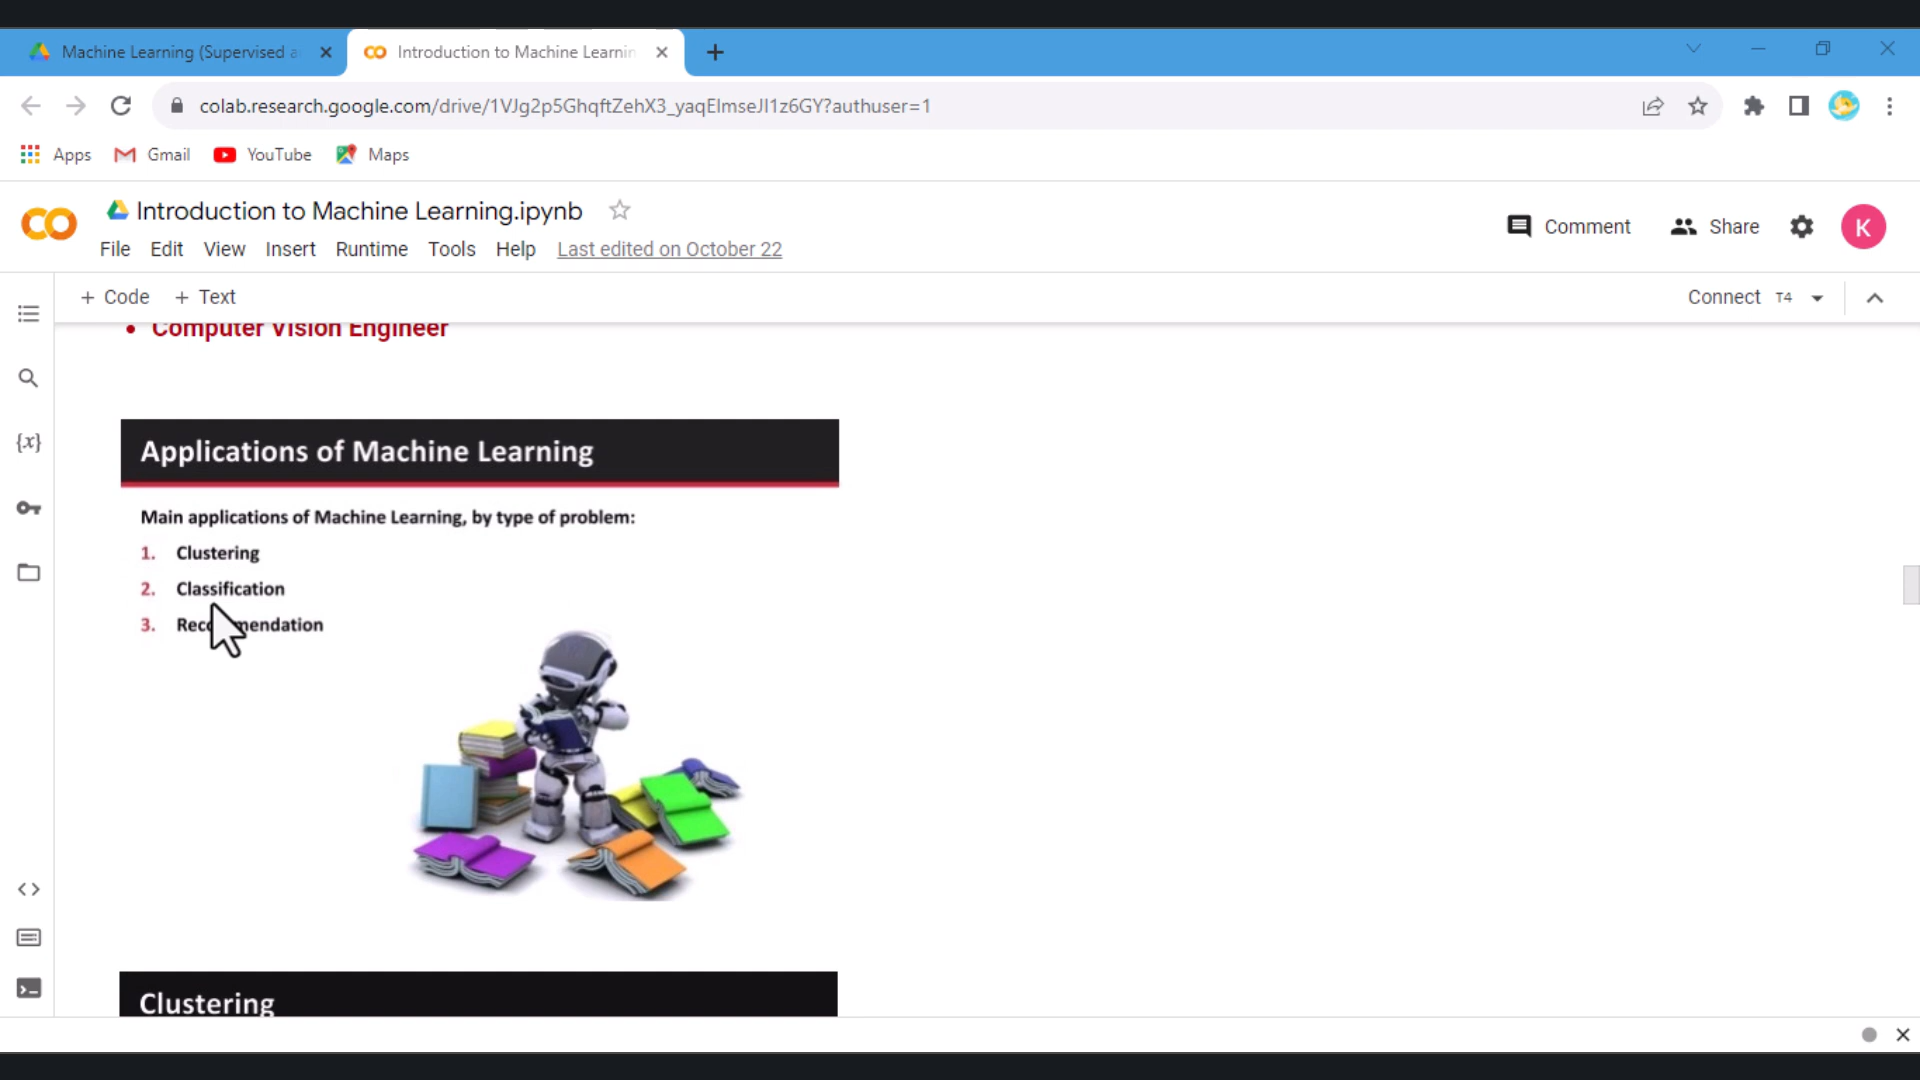 Machine Learning (Supervised a
Introduction to Machine Learnin
colab.research.google.com/drive/1VJg2p5GhqftZehX3_yaqElmseJI1z6GY?authuser=1
Apps
Gmail
YouTube
Maps
Introduction to Machine Learning.ipynb
File Edit View Insert Runtime Tools Help Last edited on October 22
Comment
Share
K
+ Code + Text
Connect T4
• Computer Vision Engineer
Applications of Machine Learning
Main applications of Machine Learning, by type of problem:
1. Clustering
2. Classification
3. Recommendation
Clustering